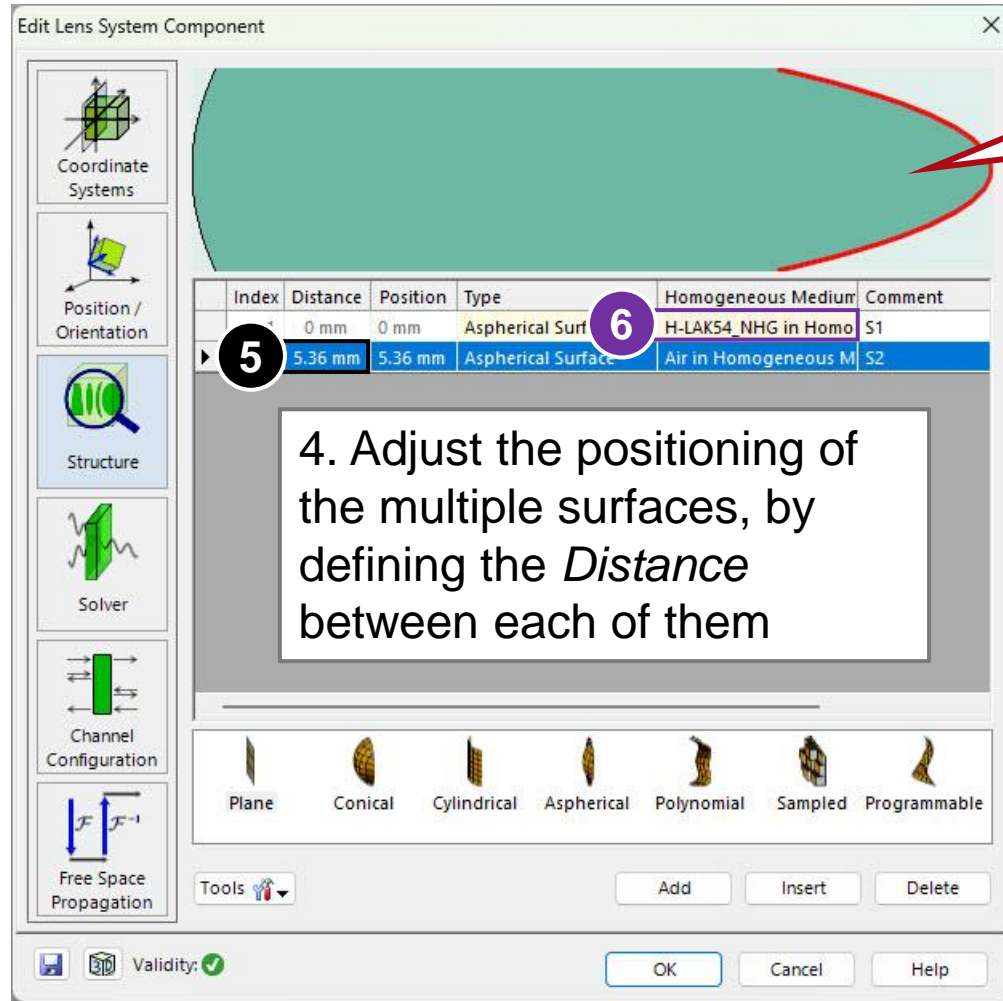 Edit Lens System Component
Coordinate
Systems
Position /
Orientation
Structure
Solver
Channel
Configuration
Free Space
Propagation
Index Distance Position Type Homogeneous Medium Comment
0 mm 0 mm Aspherical Surf 6 H-LAK54_NHG in Homo S1
5 5.36 mm 5.36 mm Aspherical Surface Air in Homogeneous M S2
4. Adjust the positioning of
the multiple surfaces, by
defining the Distance
between each of them
Plane Conical Cylindrical Aspherical Polynomial Sampled Programmable
Tools Add Insert Delete
3D Validity: OK Cancel Help